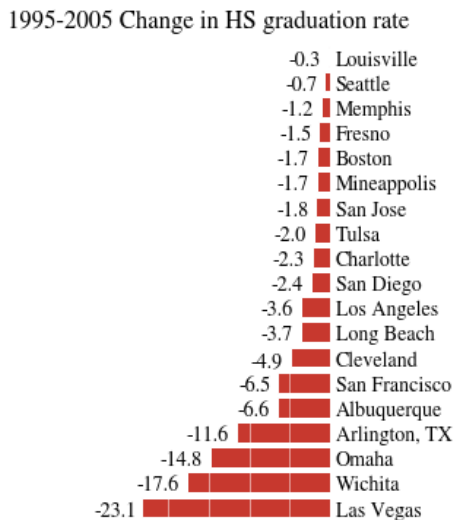 1995-2005 Change in HS graduation rate
-0.3 Louisville
-0.7 Seattle
-1.2 Memphis
-1.5 Fresno
-1.7 Boston
-1.7 Mineappolis
-1.8 San Jose
-2.0 Tulsa
-2.3 Charlotte
-2.4 San Diego
-3.6 Los Angeles
-3.7 Long Beach
-4.9 Cleveland
-6.5 San Francisco
-6.6 Albuquerque
-11.6 Arlington, TX
-14.8 Omaha
-17.6 Wichita
-23.1 Las Vegas